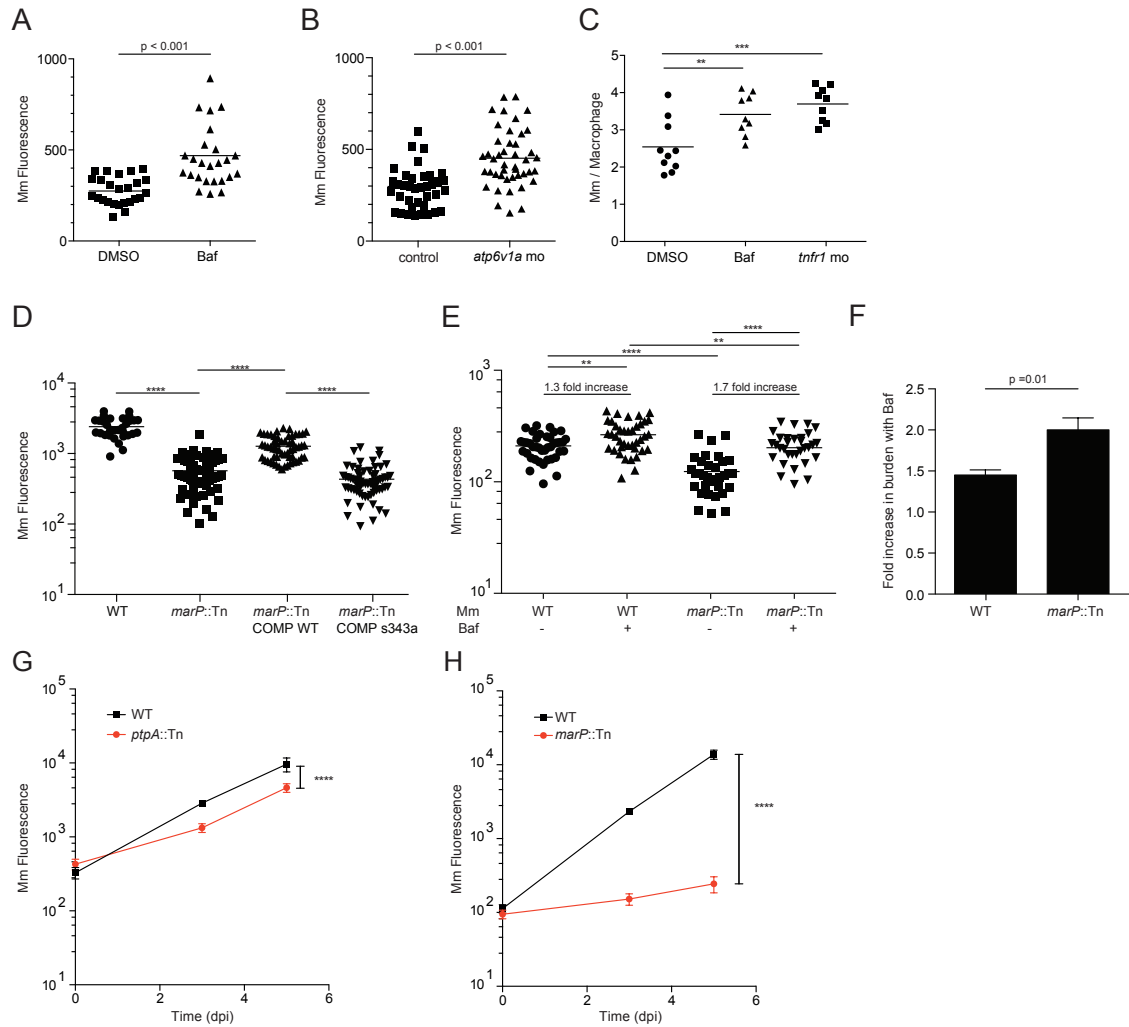 A
p < 0.001
Mm Fluorescence
1000
500
0
DMSO
Baf
B
p < 0.001
Mm Fluorescence
1000
500
0
control
atp6v1a mo
C
***
**
Mm / Macrophage
5
4
3
2
1
0
DMSO
Baf
tnfr1 mo
D
****
****
****
Mm Fluorescence
10^4
10^3
10^2
10^1
WT
marP::Tn
marP::Tn
COMP WT
marP::Tn
COMP s343a
E
****
**
****
**
1.3 fold increase
1.7 fold increase
Mm Fluorescence
10^3
10^2
10^1
Mm
WT
WT
marP::Tn
marP::Tn
Baf
-
+
-
+
F
p =0.01
Fold increase in burden with Baf
2.5
2.0
1.5
1.0
0.5
0.0
WT
marP::Tn
G
Mm Fluorescence
10^5
10^4
10^3
10^2
10^1
WT
ptpA::Tn
****
0
2
4
6
Time (dpi)
H
Mm Fluorescence
10^5
10^4
10^3
10^2
10^1
WT
marP::Tn
****
0
2
4
6
Time (dpi)